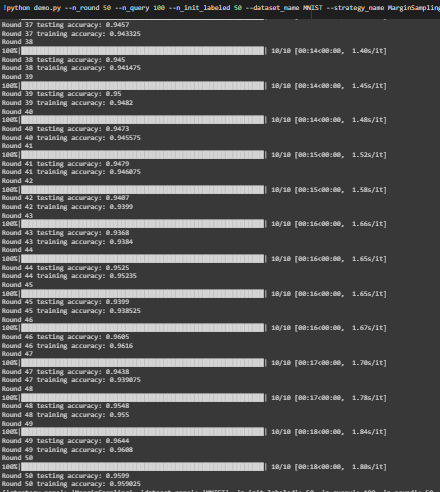 !python demo.py --n_round 50 --n_query 100 --n_init_labeled 50 --dataset_name MNIST --strategy_name MarginSampling
Round 37 testing accuracy: 0.9457
Round 37 training accuracy: 0.943325
Round 38
100%| 10/10 [00:14<00:00, 1.40s/it]
Round 38 testing accuracy: 0.945
Round 38 training accuracy: 0.941475
Round 39
100%| 10/10 [00:14<00:00, 1.45s/it]
Round 39 testing accuracy: 0.95
Round 39 training accuracy: 0.9482
Round 40
100%| 10/10 [00:14<00:00, 1.48s/it]
Round 40 testing accuracy: 0.9473
Round 40 training accuracy: 0.945575
Round 41
100%| 10/10 [00:15<00:00, 1.52s/it]
Round 41 testing accuracy: 0.9479
Round 41 training accuracy: 0.946075
Round 42
100%| 10/10 [00:15<00:00, 1.58s/it]
Round 42 testing accuracy: 0.9407
Round 42 training accuracy: 0.9399
Round 43
100%| 10/10 [00:16<00:00, 1.66s/it]
Round 43 testing accuracy: 0.9368
Round 43 training accuracy: 0.9384
Round 44
100%| 10/10 [00:16<00:00, 1.65s/it]
Round 44 testing accuracy: 0.9525
Round 44 training accuracy: 0.95235
Round 45
100%| 10/10 [00:16<00:00, 1.65s/it]
Round 45 testing accuracy: 0.9399
Round 45 training accuracy: 0.938525
Round 46
100%| 10/10 [00:16<00:00, 1.67s/it]
Round 46 testing accuracy: 0.9605
Round 46 training accuracy: 0.9616
Round 47
100%| 10/10 [00:17<00:00, 1.70s/it]
Round 47 testing accuracy: 0.9438
Round 47 training accuracy: 0.939075
Round 48
100%| 10/10 [00:17<00:00, 1.78s/it]
Round 48 testing accuracy: 0.9548
Round 48 training accuracy: 0.955
Round 49
100%| 10/10 [00:18<00:00, 1.84s/it]
Round 49 testing accuracy: 0.9644
Round 49 training accuracy: 0.9608
Round 50
100%| 10/10 [00:18<00:00, 1.80s/it]
Round 50 testing accuracy: 0.9599
Round 50 training accuracy: 0.959025